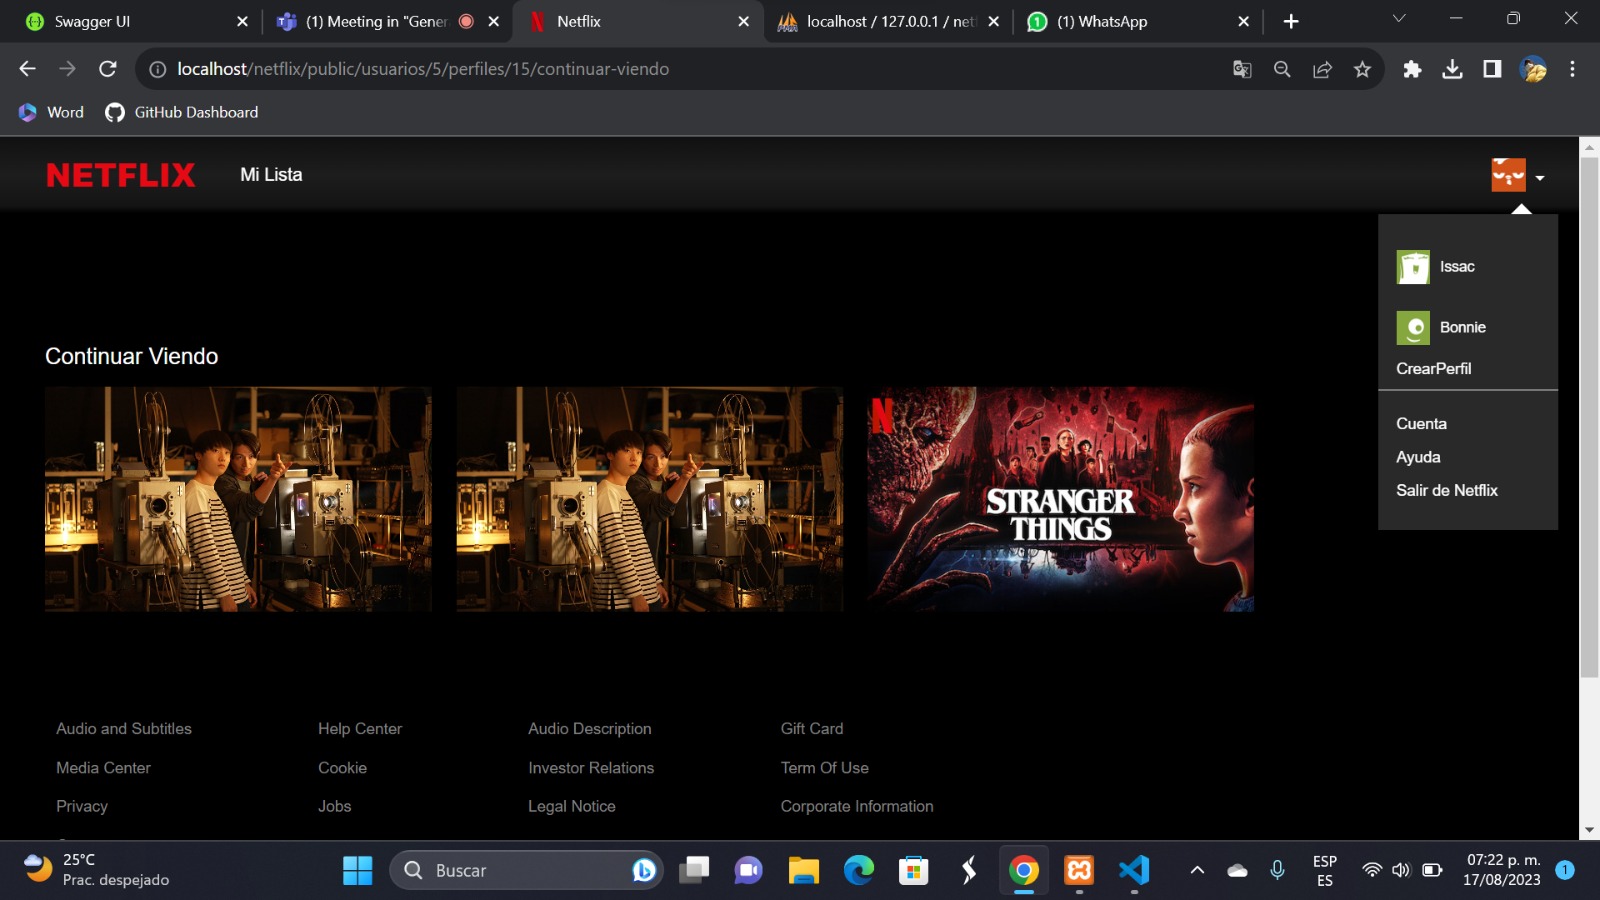 Swagger UI
(1) Meeting in "Gener
Netflix
localhost / 127.0.0.1 / net
(1) WhatsApp
localhost/netflix/public/usuarios/5/perfiles/15/continuar-viendo
Word
GitHub Dashboard
NETFLIX
Mi Lista
Issac
Bonnie
CrearPerfil
Cuenta
Ayuda
Salir de Netflix
Continuar Viendo
N
STRANGER
THINGS
Audio and Subtitles
Help Center
Audio Description
Gift Card
Media Center
Cookie
Investor Relations
Term Of Use
Privacy
Jobs
Legal Notice
Corporate Information
25°C
Prac. despejado
Buscar
ESP
ES
07:22 p. m.
17/08/2023
1